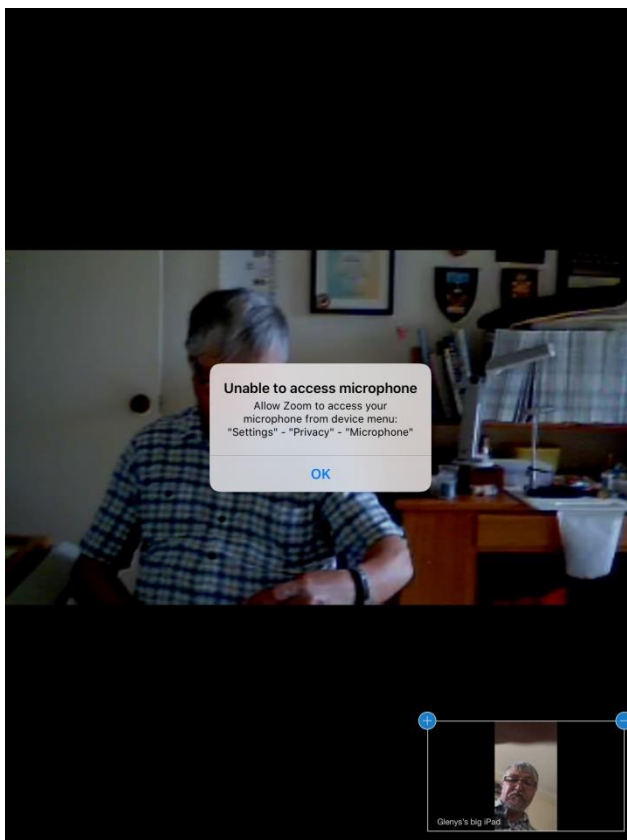 Unable to access microphone
Allow Zoom to access your
microphone from device menu:
"Settings" - "Privacy" - "Microphone"
OK
Glenys's big iPad